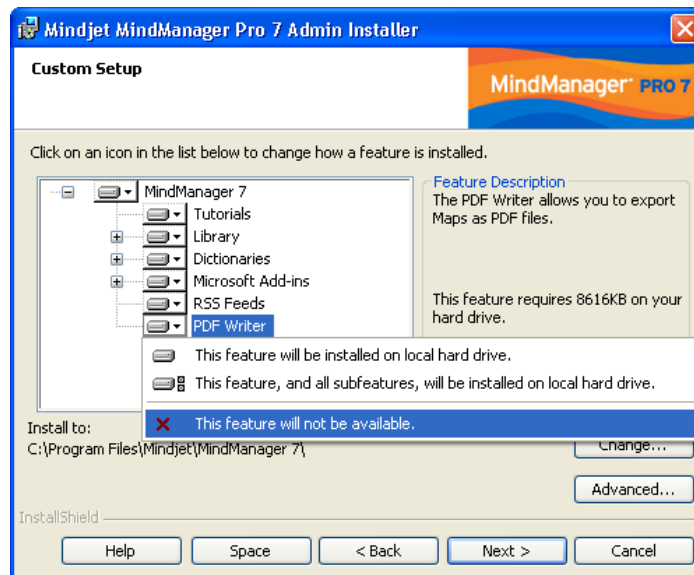 Mindjet MindManager Pro 7 Admin Installer
Custom Setup
MindManager PRO 7
Click on an icon in the list below to change how a feature is installed.
MindManager 7
Tutorials
Library
Dictionaries
Microsoft Add-ins
RSS Feeds
PDF Writer
Feature Description
The PDF Writer allows you to export
Maps as PDF files.
This feature requires 8616KB on your
hard drive.
This feature will be installed on local hard drive.
This feature, and all subfeatures, will be installed on local hard drive.
This feature will not be available.
Install to:
C:\Program Files\Mindjet\MindManager 7\
Change...
Advanced...
InstallShield
Help
Space
< Back
Next >
Cancel